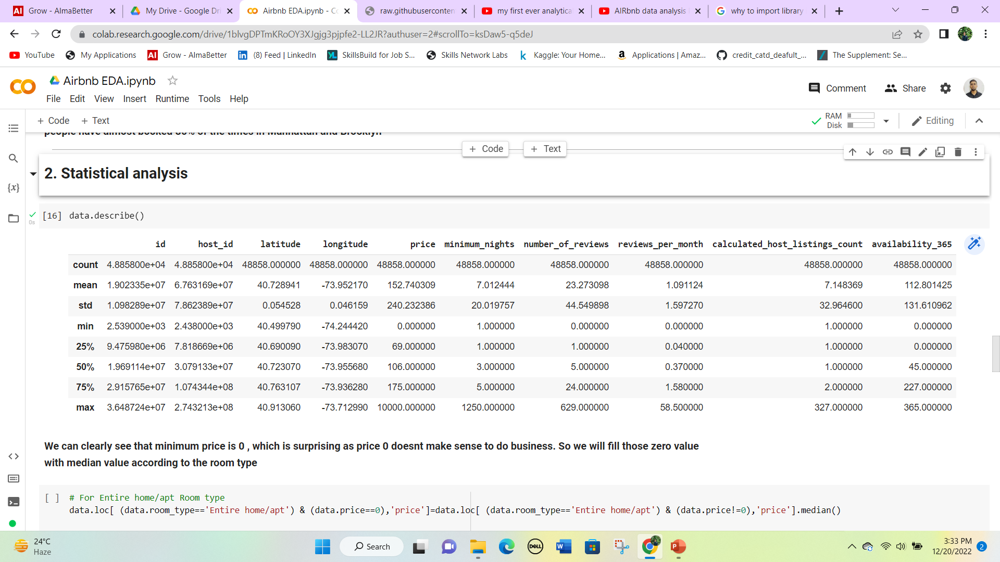 Grow - AlmaBetter
My Drive - Google Dri
Airbnb EDA.ipynb - Co
raw.githubusercontent
my first ever analytica
AIRbnb data analysis
why to import library
colab.research.google.com/drive/1blvgDPTmKRoOY3XJgjg3pjpfe2-LL2JR?authuser=2#scrollTo=ksDaw5-q5deJ
YouTube
My Applications
Grow - AlmaBetter
(8) Feed | LinkedIn
SkillsBuild for Job S...
Skills Network Labs
Kaggle: Your Home...
Applications | Amaz...
credit_catd_deafult_...
The Supplement: Se...
Airbnb EDA.ipynb
Comment
Share
File Edit View Insert Runtime Tools Help
+ Code + Text
RAM
Disk
Editing
people have almost booked 80% of the times in Manhattan and Brooklyn
+ Code + Text
2. Statistical analysis
[16] data.describe()
0s
id host_id latitude longitude price minimum_nights number_of_reviews reviews_per_month calculated_host_listings_count availability_365
count 4.885800e+04 4.885800e+04 48858.000000 48858.000000 48858.000000 48858.000000 48858.000000 48858.000000 48858.000000 48858.000000
mean 1.902335e+07 6.763169e+07 40.728941 -73.952170 152.740309 7.012444 23.273098 1.091124 7.148369 112.801425
std 1.098289e+07 7.862389e+07 0.054528 0.046159 240.232386 20.019757 44.549898 1.597270 32.964600 131.610962
min 2.539000e+03 2.438000e+03 40.499790 -74.244420 0.000000 1.000000 0.000000 0.000000 1.000000 0.000000
25% 9.475980e+06 7.818669e+06 40.690090 -73.983070 69.000000 1.000000 1.000000 0.040000 1.000000 0.000000
50% 1.969114e+07 3.079133e+07 40.723070 -73.955680 106.000000 3.000000 5.000000 0.370000 1.000000 45.000000
75% 2.915765e+07 1.074344e+08 40.763107 -73.936280 175.000000 5.000000 24.000000 1.580000 2.000000 227.000000
max 3.648724e+07 2.743213e+08 40.913060 -73.712990 10000.000000 1250.000000 629.000000 58.500000 327.000000 365.000000
We can clearly see that minimum price is 0 , which is surprising as price 0 doesnt make sense to do business. So we will fill those zero value
with median value according to the room type
[ ] # For Entire home/apt Room type
data.loc[ (data.room_type=='Entire home/apt') & (data.price==0),'price']=data.loc[ (data.room_type=='Entire home/apt') & (data.price!=0),'price'].median()
24°C
Haze
Search
3:33 PM
12/20/2022
2